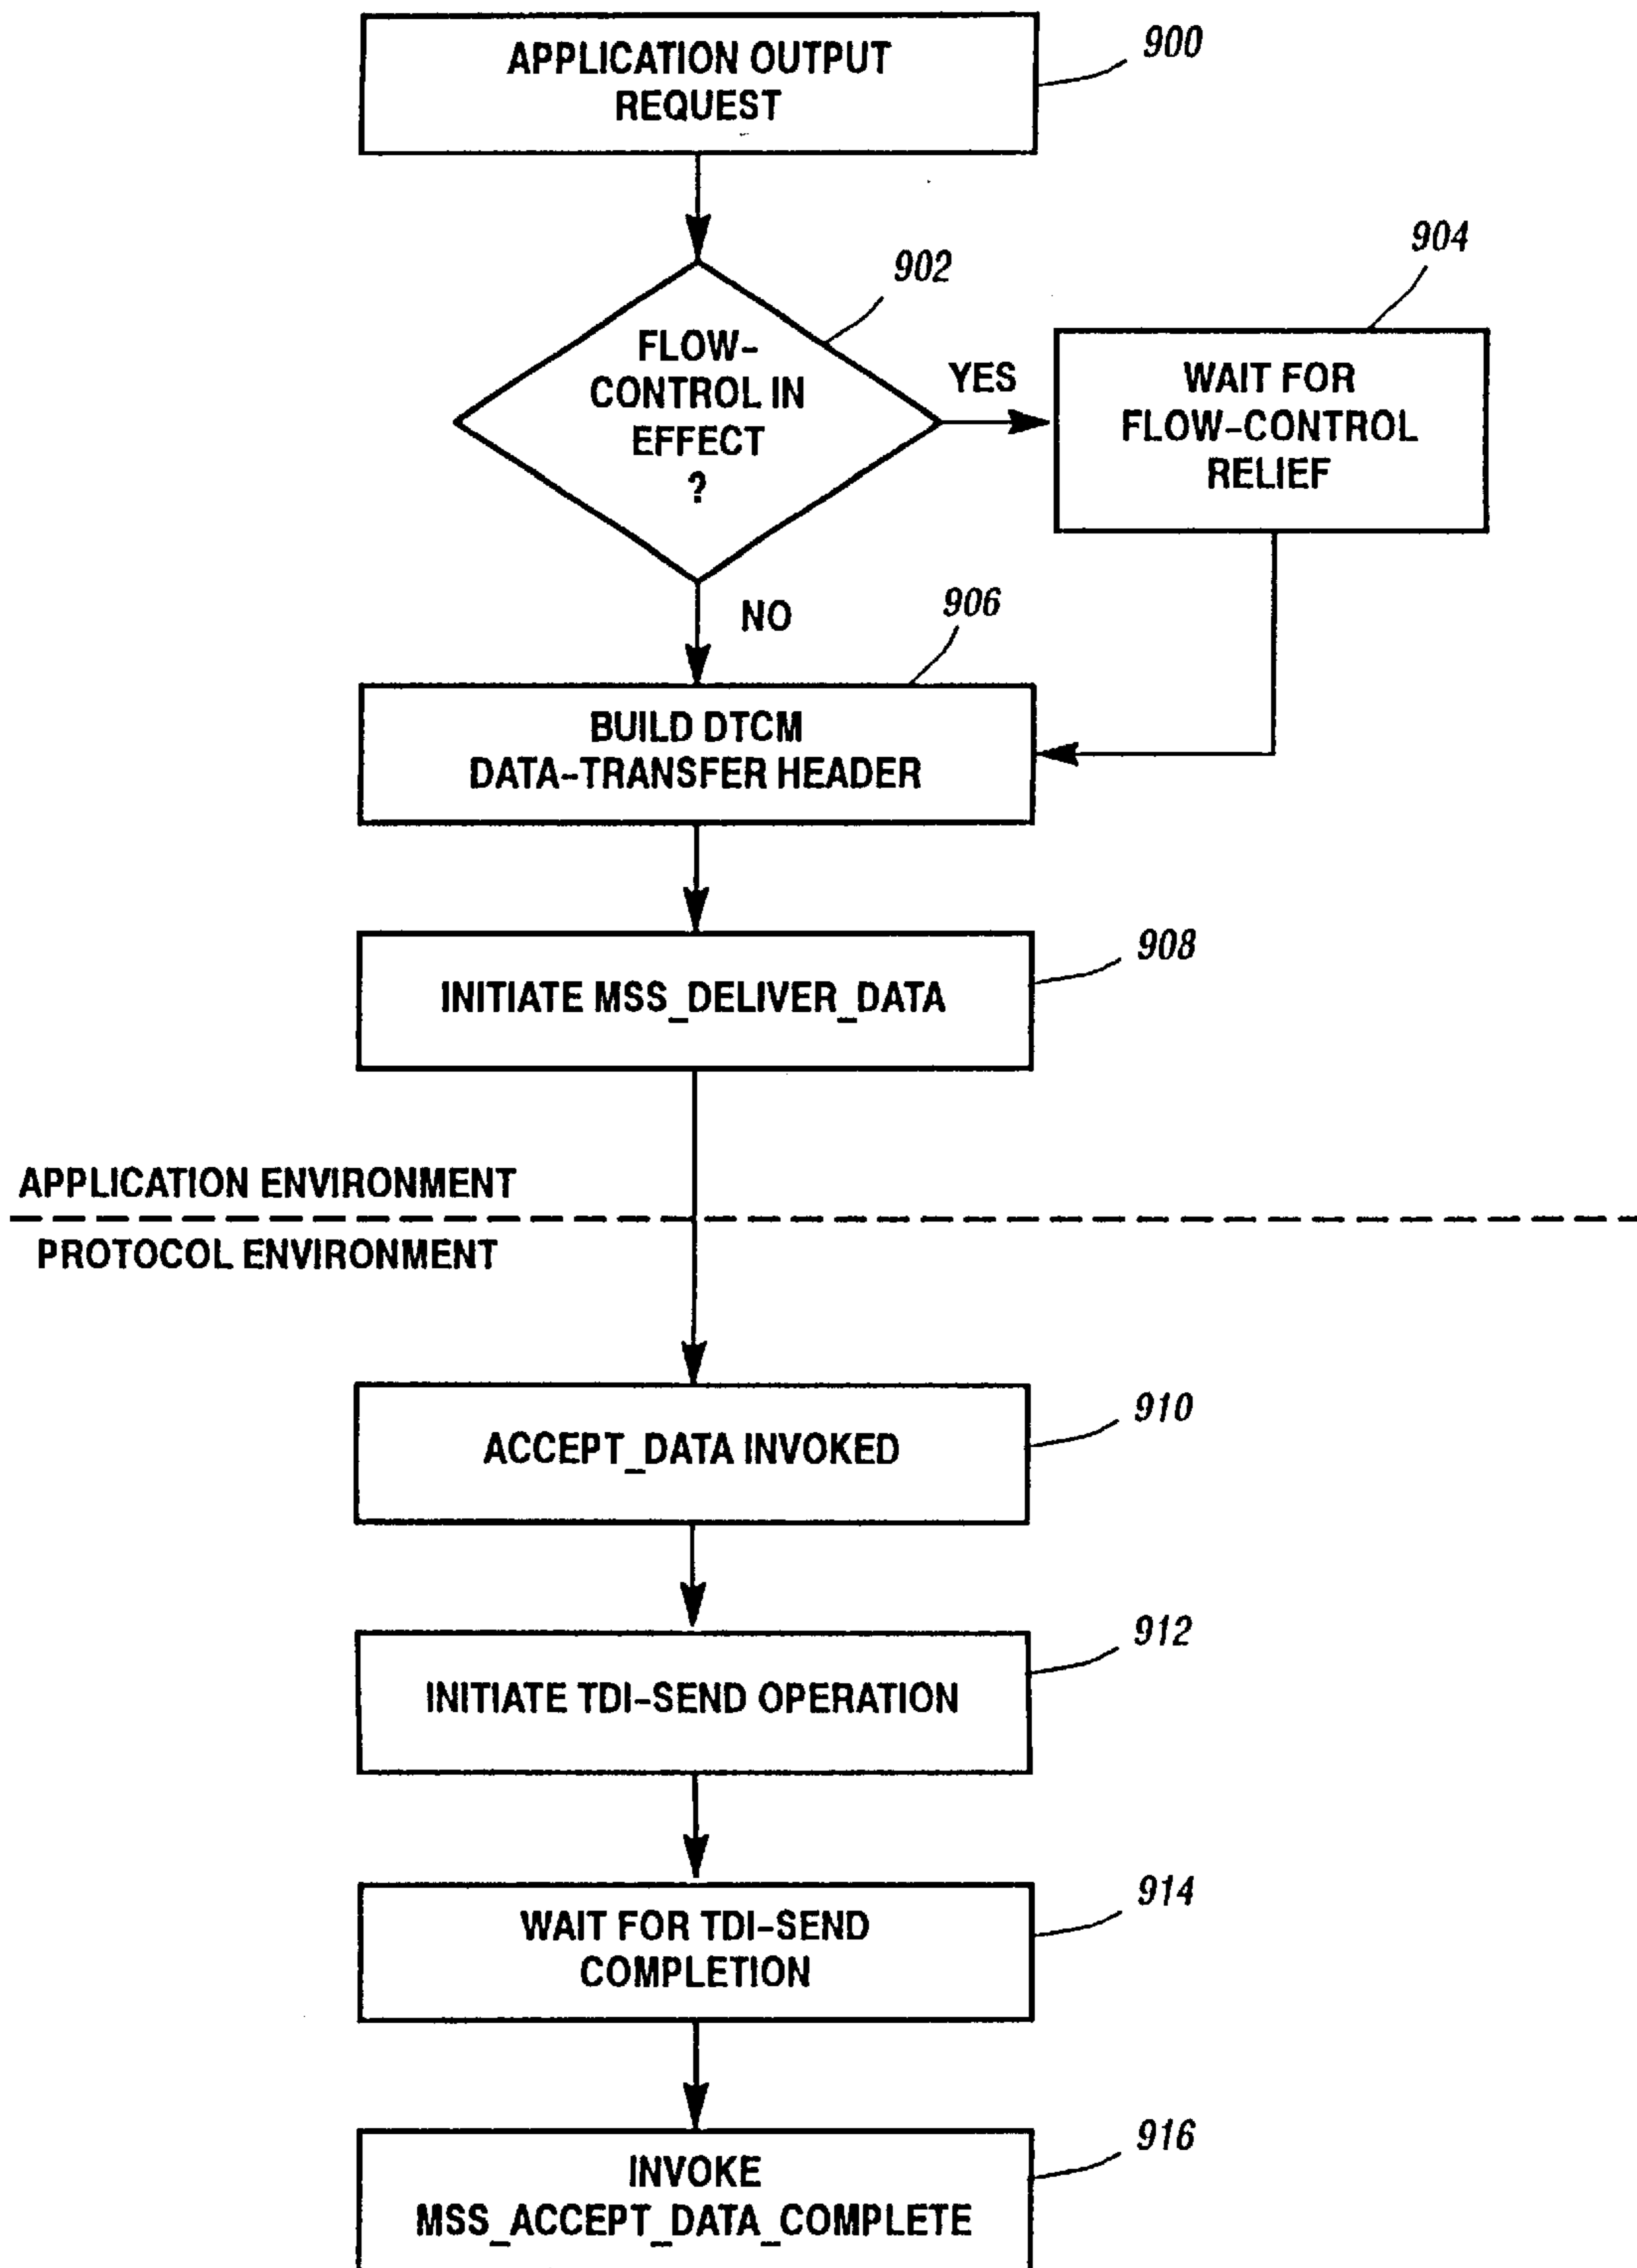 APPLICATION OUTPUT
REQUEST
900
902
904
FLOW-
CONTROL IN
EFFECT
?
YES
WAIT FOR
FLOW-CONTROL
RELIEF
NO
906
BUILD DTCM
DATA-TRANSFER HEADER
908
INITIATE MSS_DELIVER_DATA
APPLICATION ENVIRONMENT
PROTOCOL ENVIRONMENT
910
ACCEPT_DATA INVOKED
912
INITIATE TDI-SEND OPERATION
914
WAIT FOR TDI-SEND
COMPLETION
916
INVOKE
MSS_ACCEPT_DATA_COMPLETE